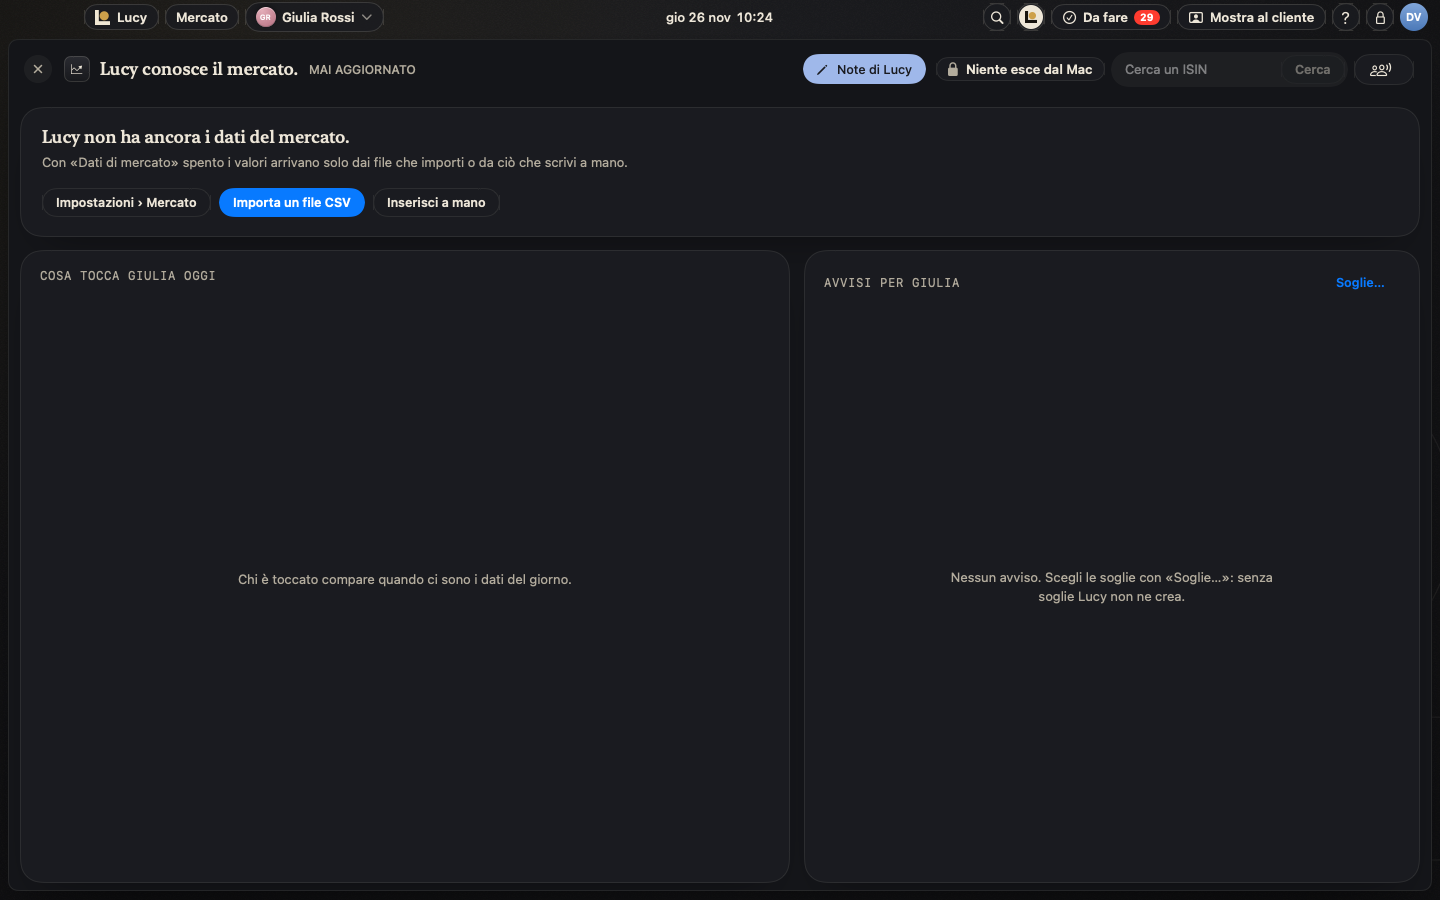 Lucy
Mercato
GR
Giulia Rossi
gio 26 nov 10:24
Da fare 29
Mostra al cliente
?
DV
Lucy conosce il mercato.
MAI AGGIORNATO
Note di Lucy
Niente esce dal Mac
Cerca un ISIN
Cerca
Lucy non ha ancora i dati del mercato.
Con «Dati di mercato» spento i valori arrivano solo dai file che importi o da ciò che scrivi a mano.
Impostazioni › Mercato
Importa un file CSV
Inserisci a mano
COSA TOCCA GIULIA OGGI
Chi è toccato compare quando ci sono i dati del giorno.
AVVISI PER GIULIA
Soglie…
Nessun avviso. Scegli le soglie con «Soglie…»: senza
soglie Lucy non ne crea.